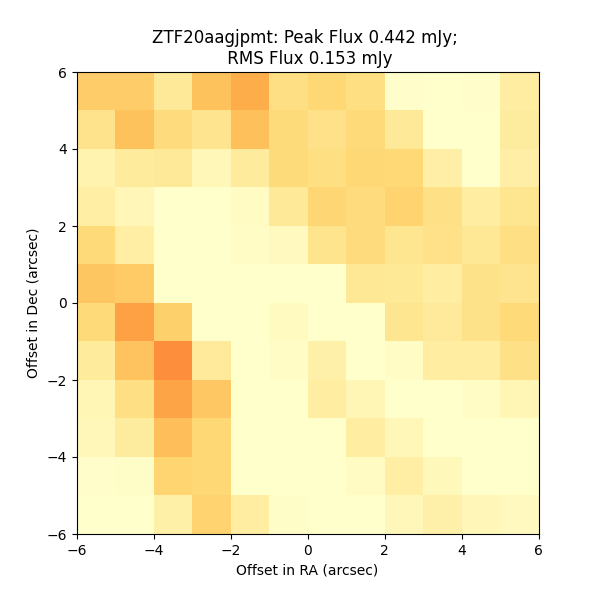 ZTF20aagjpmt: Peak Flux 0.442 mJy;
RMS Flux 0.153 mJy
6
4
2
0
−2
−4
−6
Offset in Dec (arcsec)
−6 −4 −2 0 2 4 6
Offset in RA (arcsec)